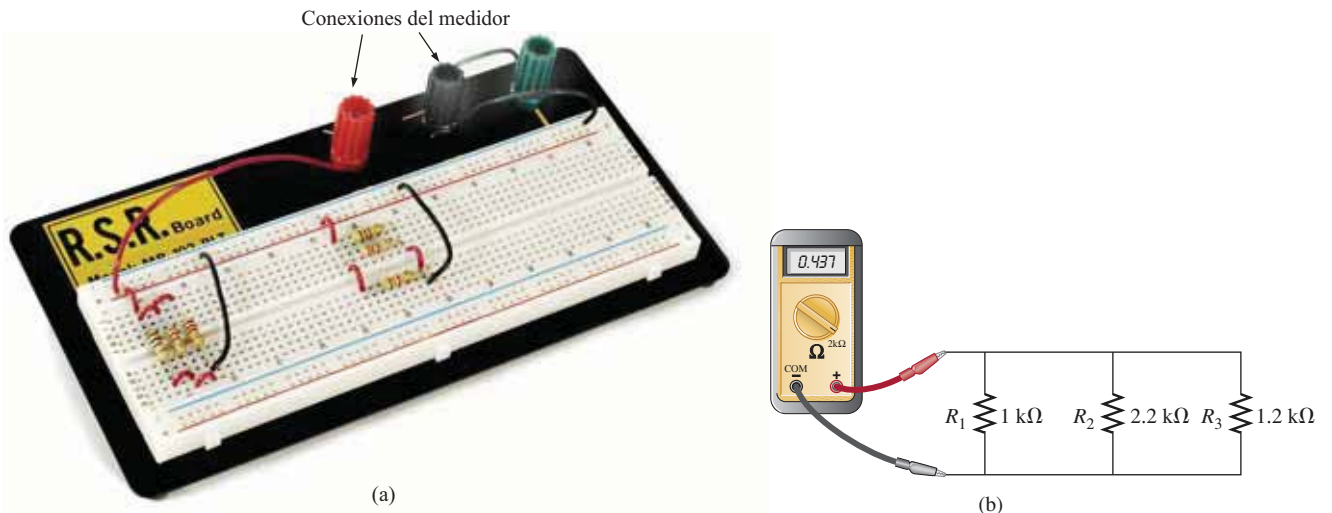 Conexiones del medidor
R.S.R. Board
(a)
0.437
Ω 2kΩ
COM
− +
R1 1 kΩ R2 2.2 kΩ R3 1.2 kΩ
(b)